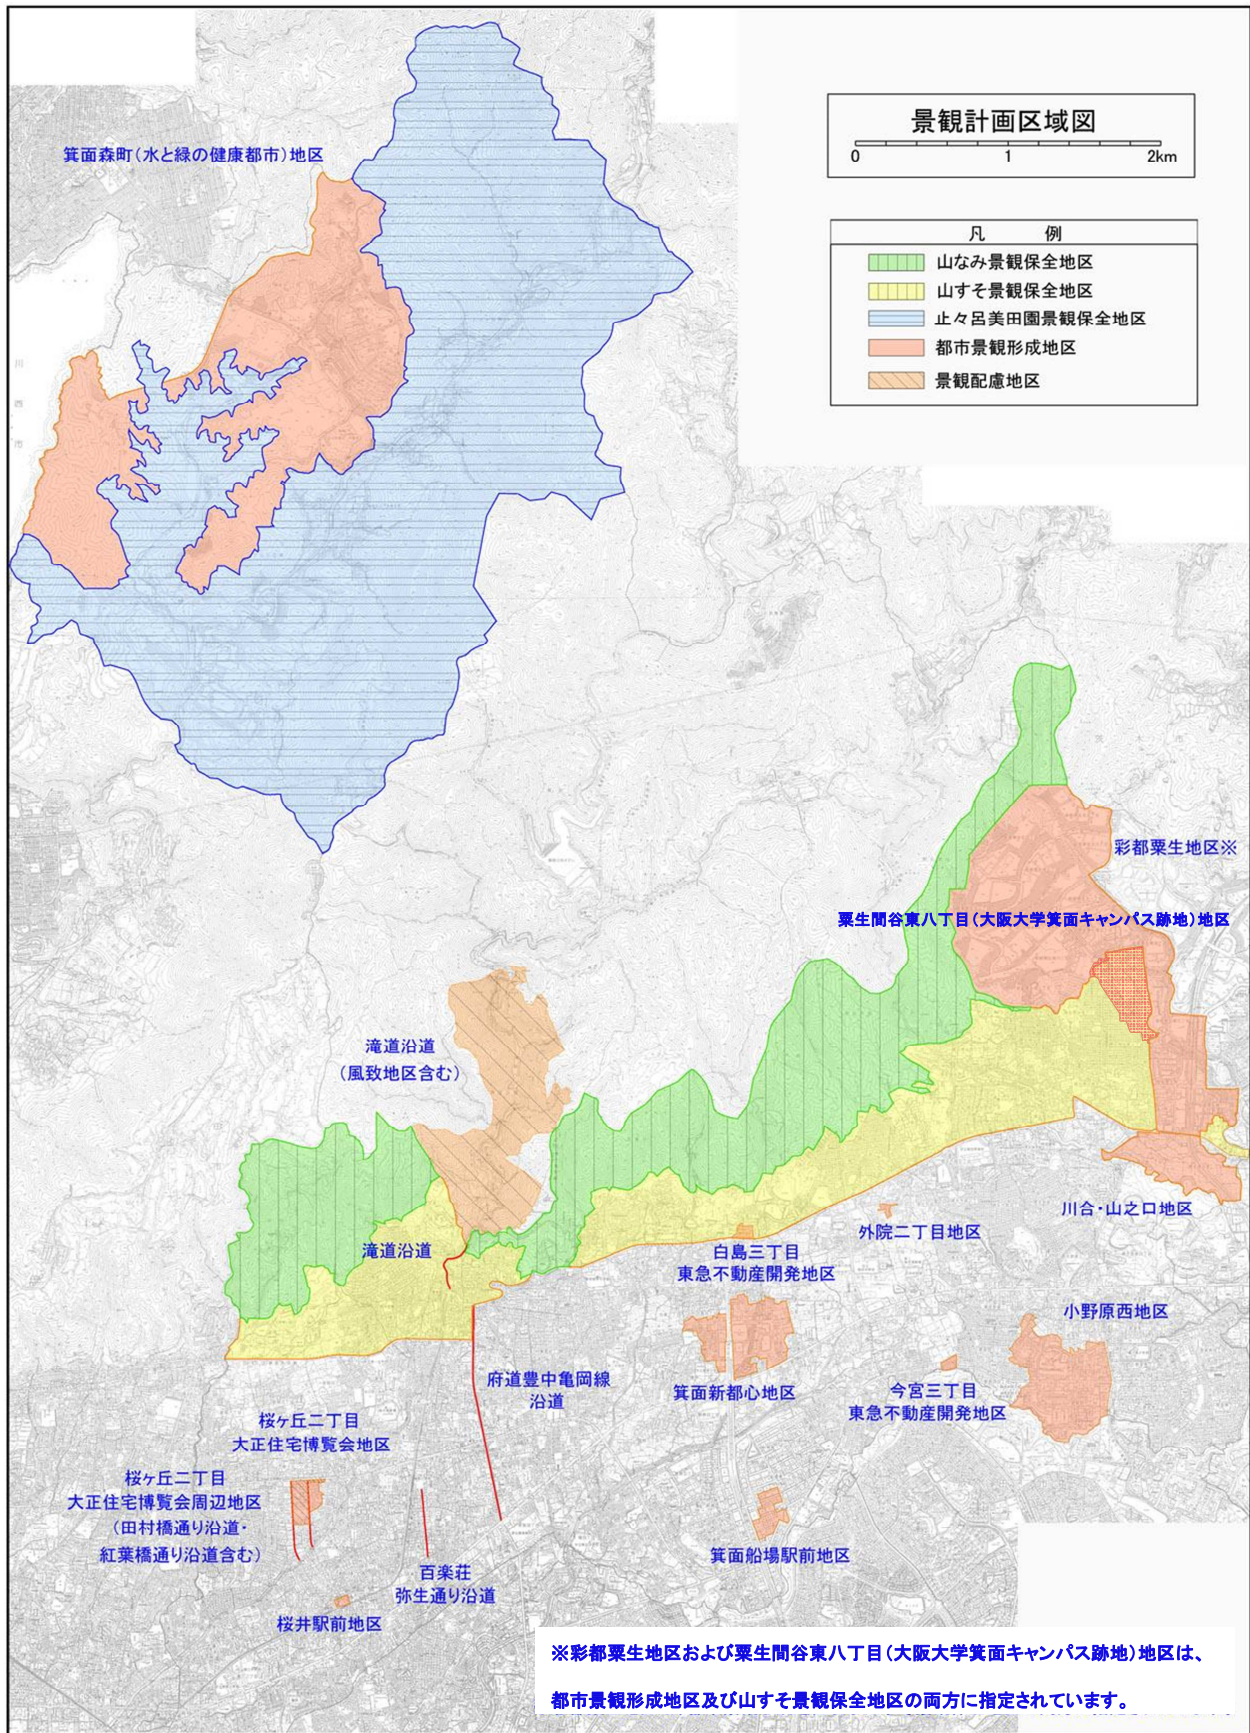 景観計画区域図
0 1 2km
凡 例
山なみ景観保全地区
山すそ景観保全地区
止々呂美田園景観保全地区
都市景観形成地区
景観配慮地区
箕面森町(水と緑の健康都市)地区
川西市
茨木市
彩都粟生地区※
粟生間谷東八丁目(大阪大学箕面キャンパス跡地)地区
滝道沿道
(風致地区含む)
滝道沿道
川合・山之口地区
外院二丁目地区
白島三丁目
東急不動産開発地区
小野原西地区
府道豊中亀岡線
沿道
箕面新都心地区
今宮三丁目
東急不動産開発地区
桜ヶ丘二丁目
大正住宅博覧会地区
桜ヶ丘二丁目
大正住宅博覧会周辺地区
(田村橋通り沿道・
紅葉橋通り沿道含む)
箕面船場駅前地区
百楽荘
弥生通り沿道
桜井駅前地区
※彩都粟生地区および粟生間谷東八丁目(大阪大学箕面キャンパス跡地)地区は、
都市景観形成地区及び山すそ景観保全地区の両方に指定されています。